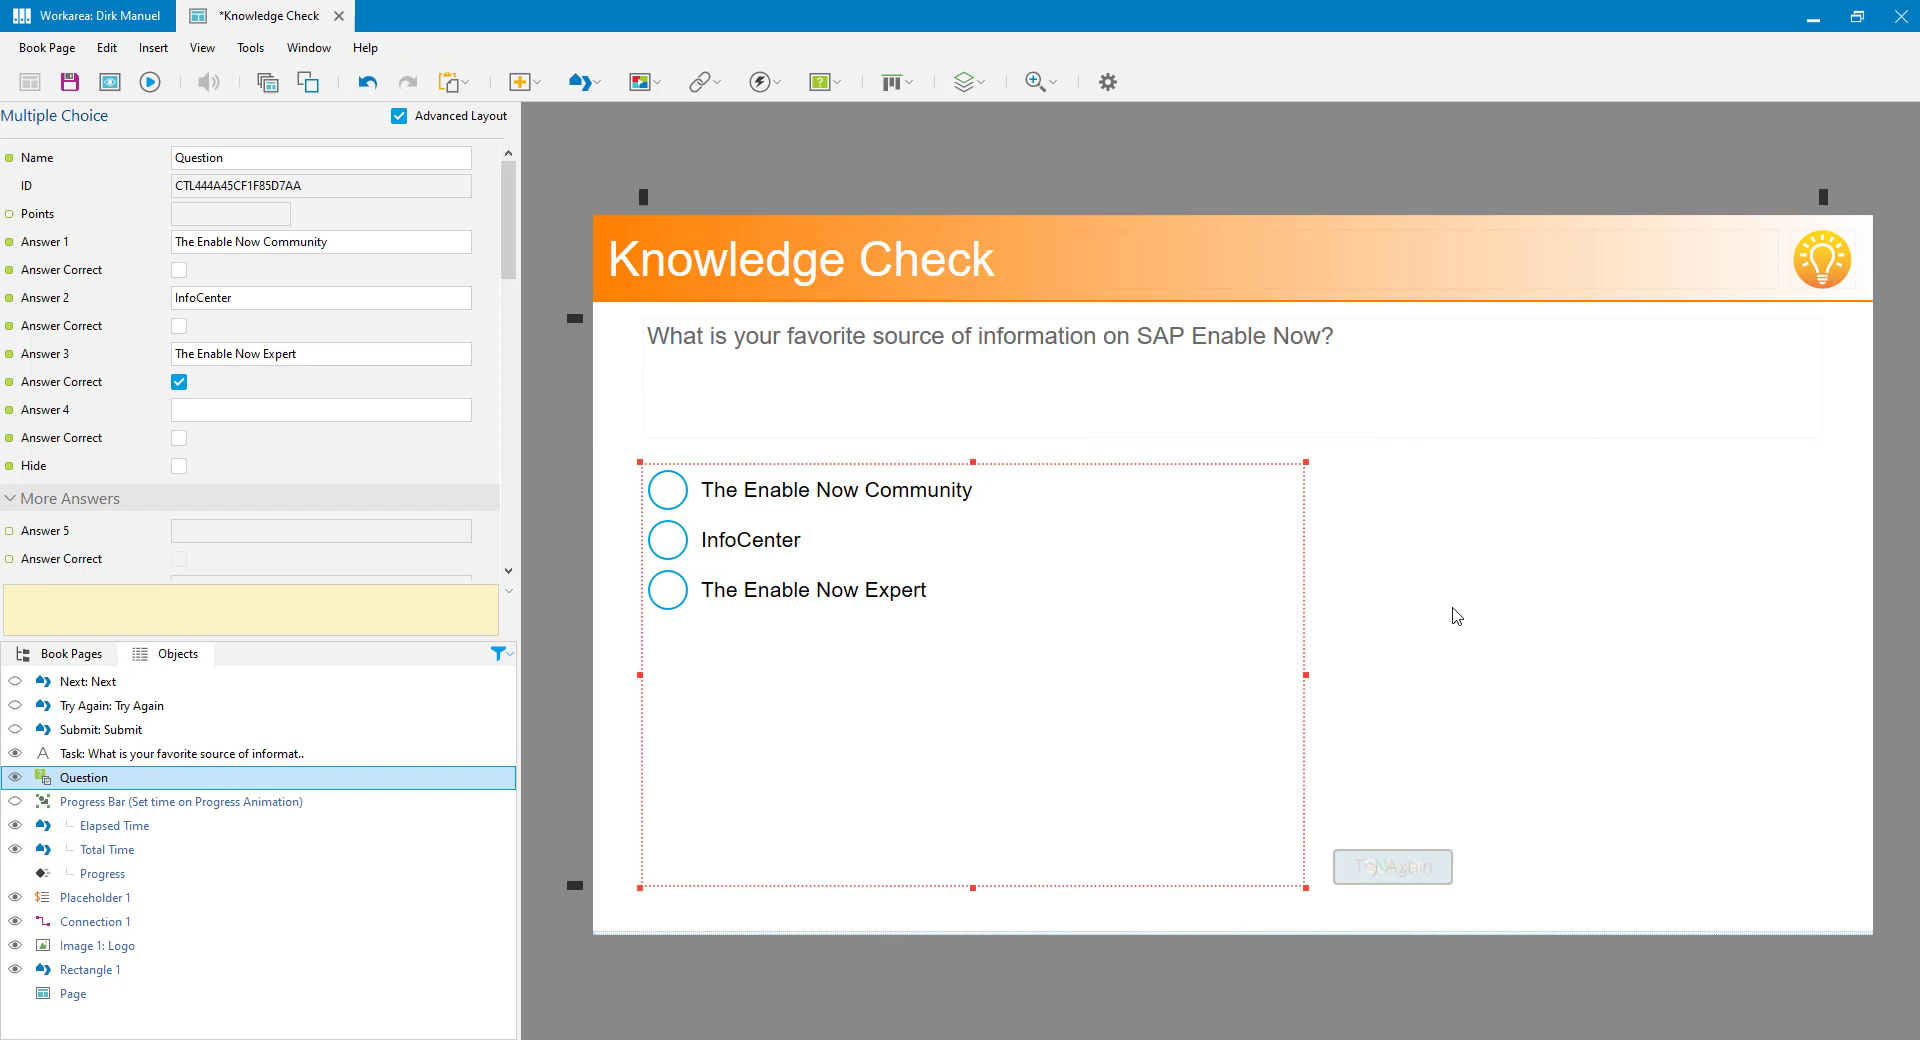 Workarea: Dirk Manuel
*Knowledge Check
Book Page Edit Insert View Tools Window Help
Multiple Choice
Advanced Layout
Name Question
ID CTL444A45CF1F85D7AA
Points
Answer 1 The Enable Now Community
Answer Correct
Answer 2 InfoCenter
Answer Correct
Answer 3 The Enable Now Expert
Answer Correct
Answer 4
Answer Correct
Hide
More Answers
Answer 5
Answer Correct
Book Pages Objects
Next: Next
Try Again: Try Again
Submit: Submit
Task: What is your favorite source of informat..
Question
Progress Bar (Set time on Progress Animation)
Elapsed Time
Total Time
Progress
Placeholder 1
Connection 1
Image 1: Logo
Rectangle 1
Page
Knowledge Check
What is your favorite source of information on SAP Enable Now?
The Enable Now Community
InfoCenter
The Enable Now Expert